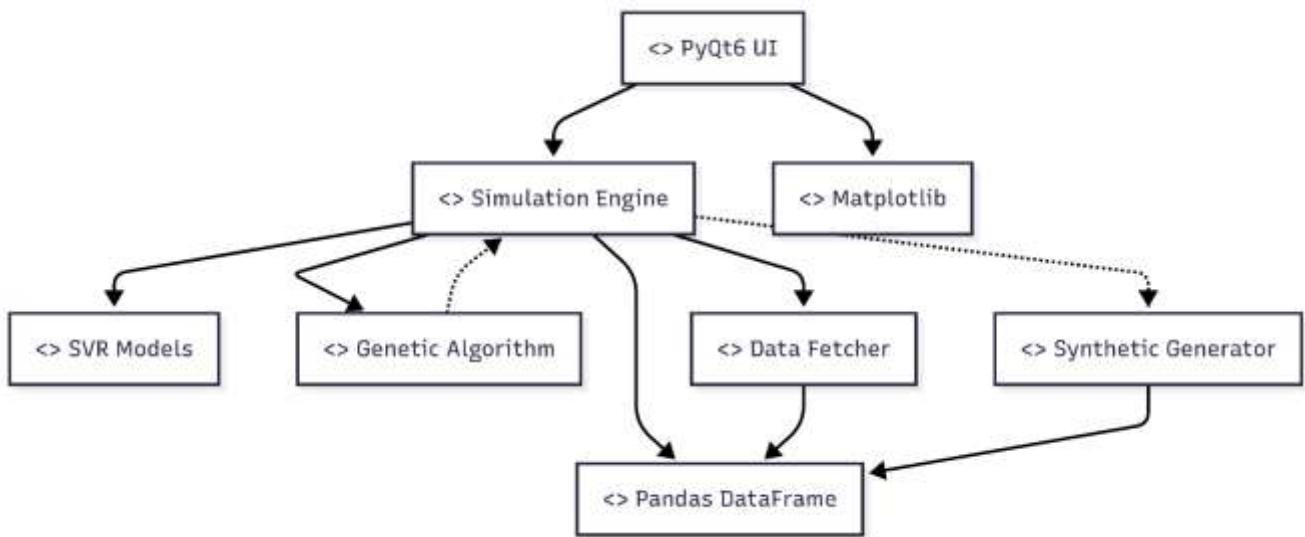 <> PyQt6 UI
<> Simulation Engine
<> Matplotlib
<> SVR Models
<> Genetic Algorithm
<> Data Fetcher
<> Synthetic Generator
<> Pandas DataFrame